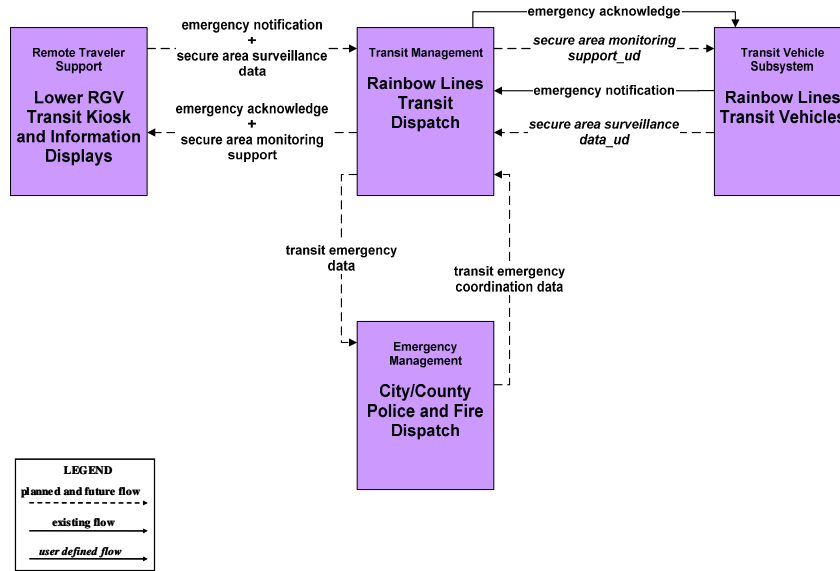 emergency acknowledge
Remote Traveler
Support
Lower RGV
Transit Kiosk
and Information
Displays
emergency notification
+
secure area surveillance
data
emergency acknowledge
+
secure area monitoring
support
Transit Management
Rainbow Lines
Transit
Dispatch
secure area monitoring
support_ud
emergency notification
secure area surveillance
data_ud
Transit Vehicle
Subsystem
Rainbow Lines
Transit Vehicles
transit emergency
data
transit emergency
coordination data
Emergency
Management
City/County
Police and Fire
Dispatch
LEGEND
planned and future flow
existing flow
user defined flow